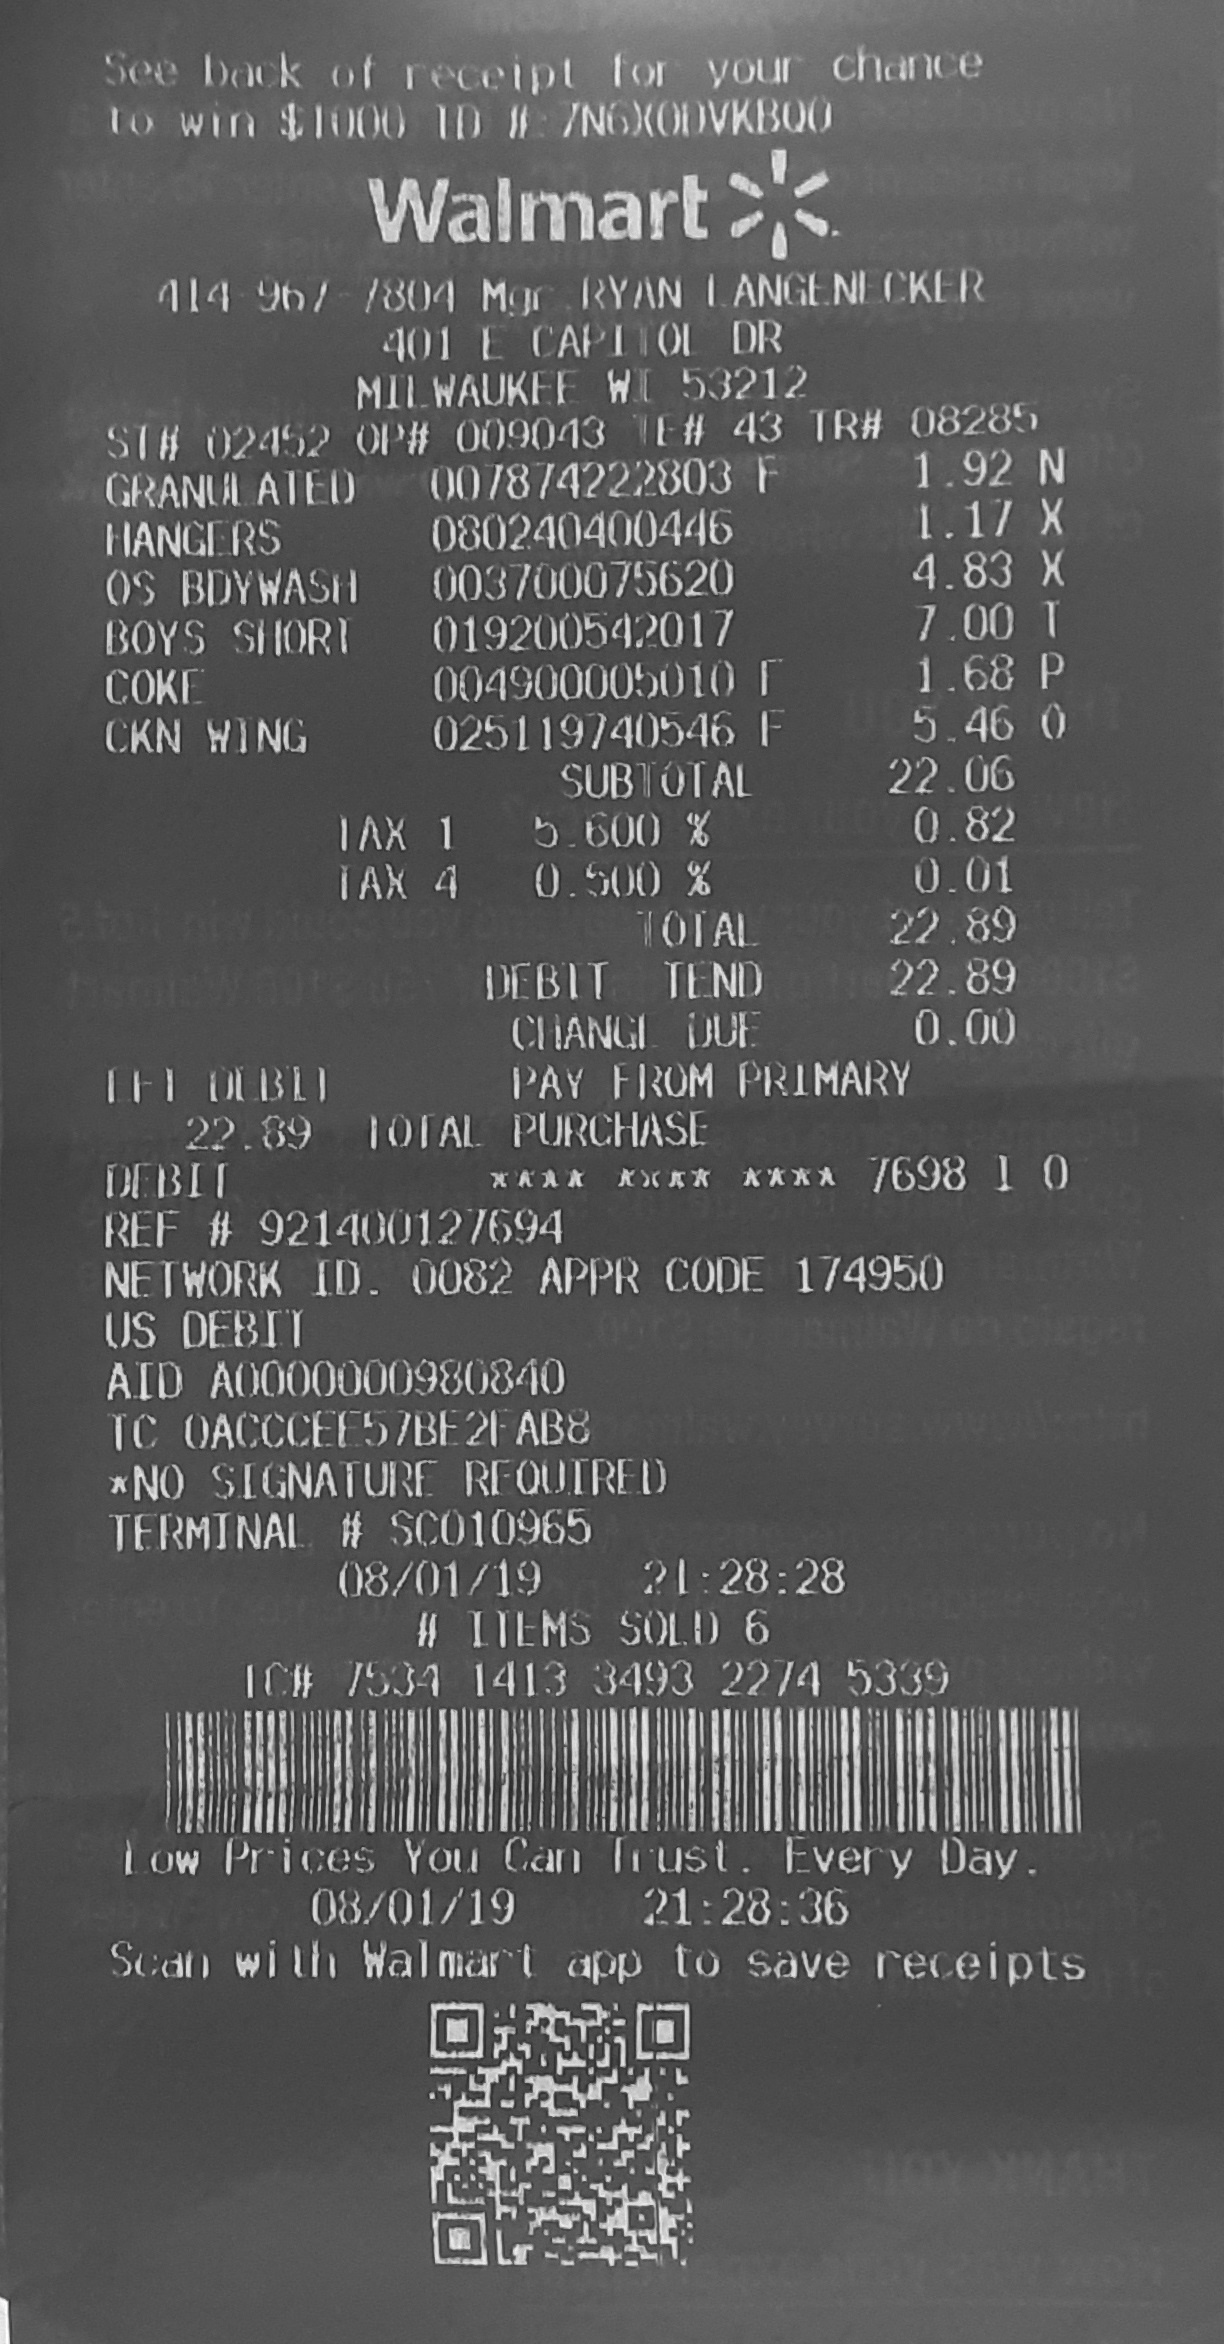 See back of receipt for your chance
to win $1000 ID #: 7N6X0DVKBQ0
Walmart
414-967-7804 Mgr. RYAN LANGENECKER
401 E CAPITOL DR
MILWAUKEE WI 53212
ST# 02452 OP# 009043 TE# 43 TR# 08285
GRANULATED 007874222803 F 1.92 N
HANGERS 080240400446 1.17 X
OS BDYWASH 003700075620 4.83 X
BOYS SHORT 019200542017 7.00 T
COKE 004900005010 F 1.68 P
CKN WING 025119740546 F 5.46 O
SUBTOTAL 22.06
TAX 1 5.600 % 0.82
TAX 4 0.500 % 0.01
TOTAL 22.89
DEBIT TEND 22.89
CHANGE DUE 0.00
EFT DEBIT PAY FROM PRIMARY
22.89 TOTAL PURCHASE
DEBIT **** **** **** 7698 I 0
REF # 921400127694
NETWORK ID. 0082 APPR CODE 174950
US DEBIT
AID A0000000980840
TC 0ACCCEE57BE2FAB8
*NO SIGNATURE REQUIRED
TERMINAL # SC010965
08/01/19 21:28:28
# ITEMS SOLD 6
TC# 7534 1413 3493 2274 5339
Low Prices You Can Trust. Every Day.
08/01/19 21:28:36
Scan with Walmart app to save receipts